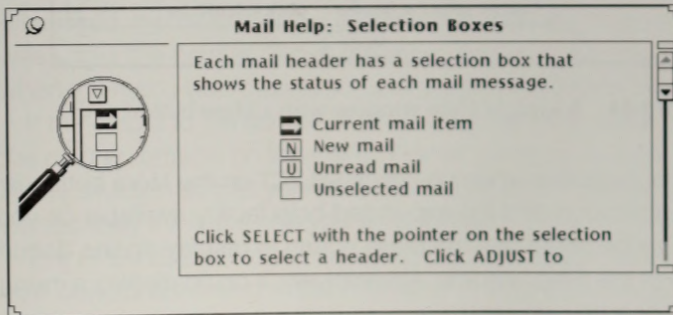 Mail Help: Selection Boxes
Each mail header has a selection box that
shows the status of each mail message.
Current mail item
N New mail
U Unread mail
Unselected mail
Click SELECT with the pointer on the selection
box to select a header. Click ADJUST to